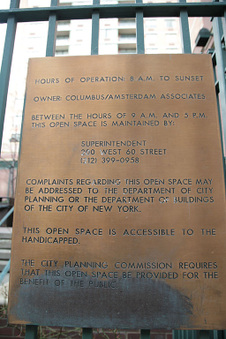 HOURS OF OPERATION: 8 A.M. TO SUNSET
OWNER: COLUMBUS/AMSTERDAM ASSOCIATES
BETWEEN THE HOURS OF 9 A.M. AND 5 P.M.
THIS OPEN SPACE IS MAINTAINED BY:
SUPERINTENDENT
WEST 60 STREET
(212) 399-0958
COMPLAINTS REGARDING THIS OPEN SPACE MAY
BE ADDRESSED TO THE DEPARTMENT OF CITY
PLANNING OR THE DEPARTMENT OF BUILDINGS
OF THE CITY OF NEW YORK.
THIS OPEN SPACE IS ACCESSIBLE TO THE
HANDICAPPED.
THE CITY PLANNING COMMISSION REQUIRES
THAT THIS OPEN SPACE BE PROVIDED FOR THE
BENEFIT OF THE PUBLIC